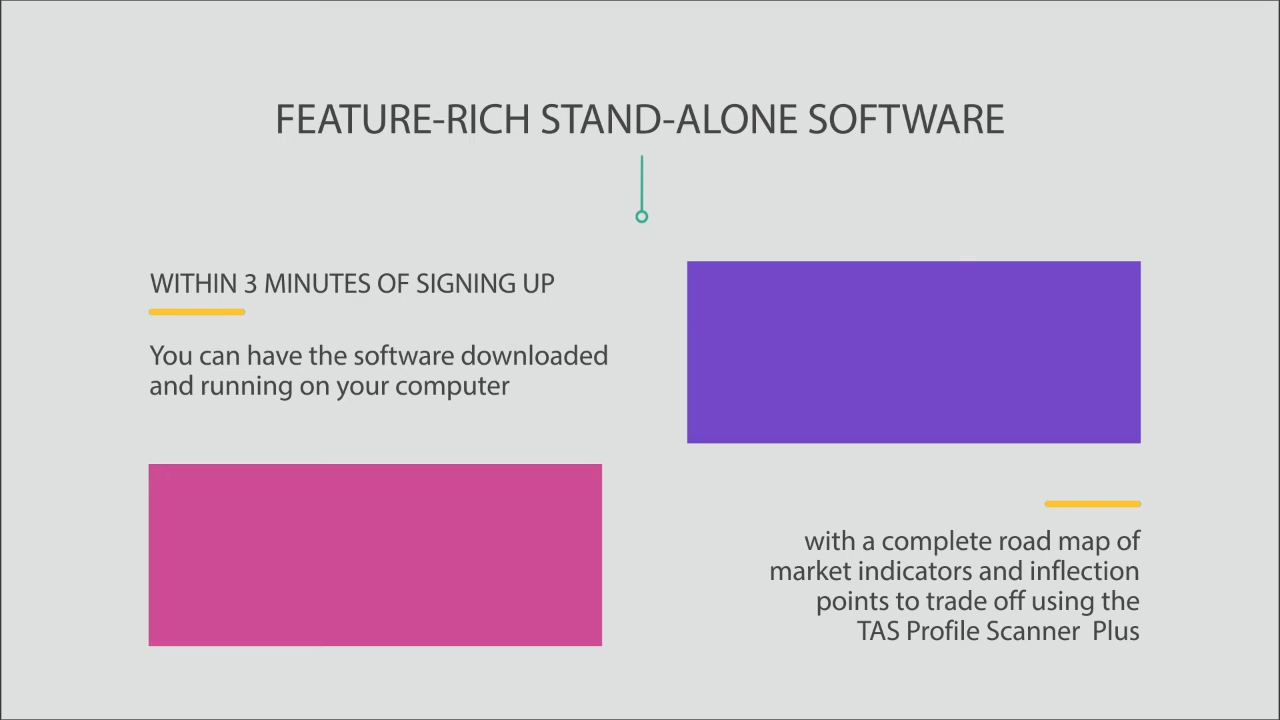 FEATURE-RICH STAND-ALONE SOFTWARE
WITHIN 3 MINUTES OF SIGNING UP
You can have the software downloaded
and running on your computer
with a complete road map of
market indicators and inflection
points to trade off using the
TAS Profile Scanner  Plus